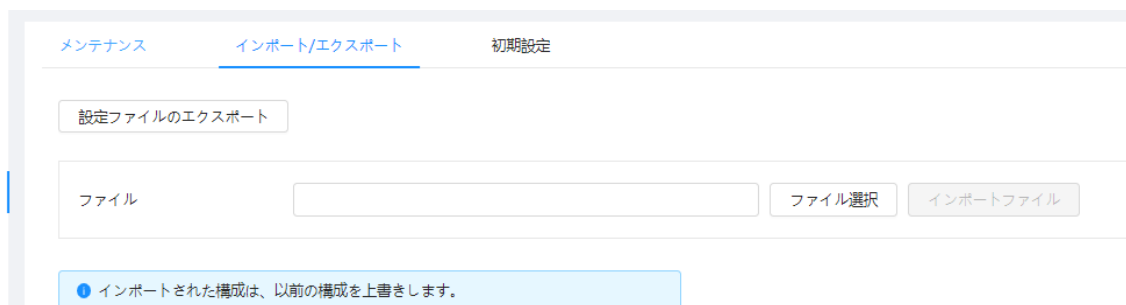 メンテナンス インポート/エクスポート 初期設定
設定ファイルのエクスポート
ファイル ファイル選択 インポートファイル
インポートされた構成は、以前の構成を上書きします。